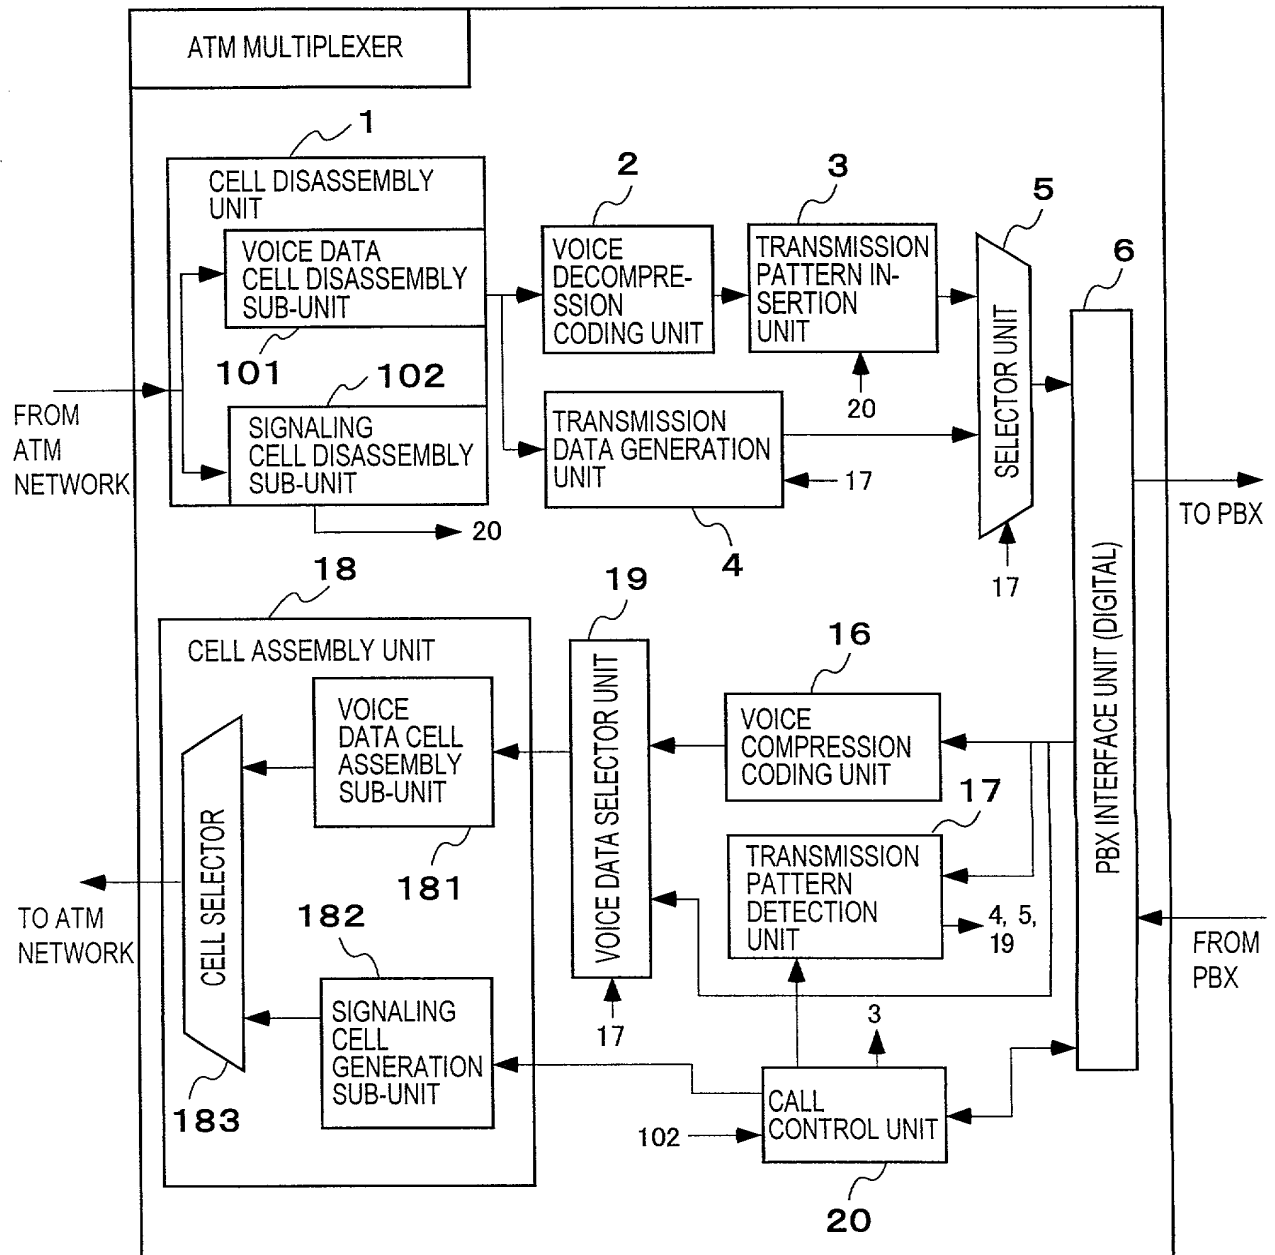 ATM MULTIPLEXER
1
CELL DISASSEMBLY
UNIT
VOICE DATA
CELL DISASSEMBLY
SUB-UNIT
101
102
SIGNALING
CELL DISASSEMBLY
SUB-UNIT
20
FROM
ATM
NETWORK
2
VOICE
DECOMPRE-
SSION
CODING UNIT
3
TRANSMISSION
PATTERN IN-
SERTION
UNIT
20
TRANSMISSION
DATA GENERATION
UNIT
17
4
5
SELECTOR UNIT
17
6
PBX INTERFACE UNIT (DIGITAL)
TO PBX
18
CELL ASSEMBLY UNIT
VOICE
DATA CELL
ASSEMBLY
SUB-UNIT
181
CELL SELECTOR
183
TO ATM
NETWORK
182
SIGNALING
CELL
GENERATION
SUB-UNIT
19
VOICE DATA SELECTOR UNIT
17
16
VOICE
COMPRESSION
CODING UNIT
17
TRANSMISSION
PATTERN
DETECTION
UNIT
4, 5,
19
FROM
PBX
3
CALL
CONTROL UNIT
102
20